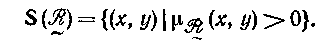 S (ℛ̰) = {(x, y) | μ_ℛ̰ (x, y) > 0}.